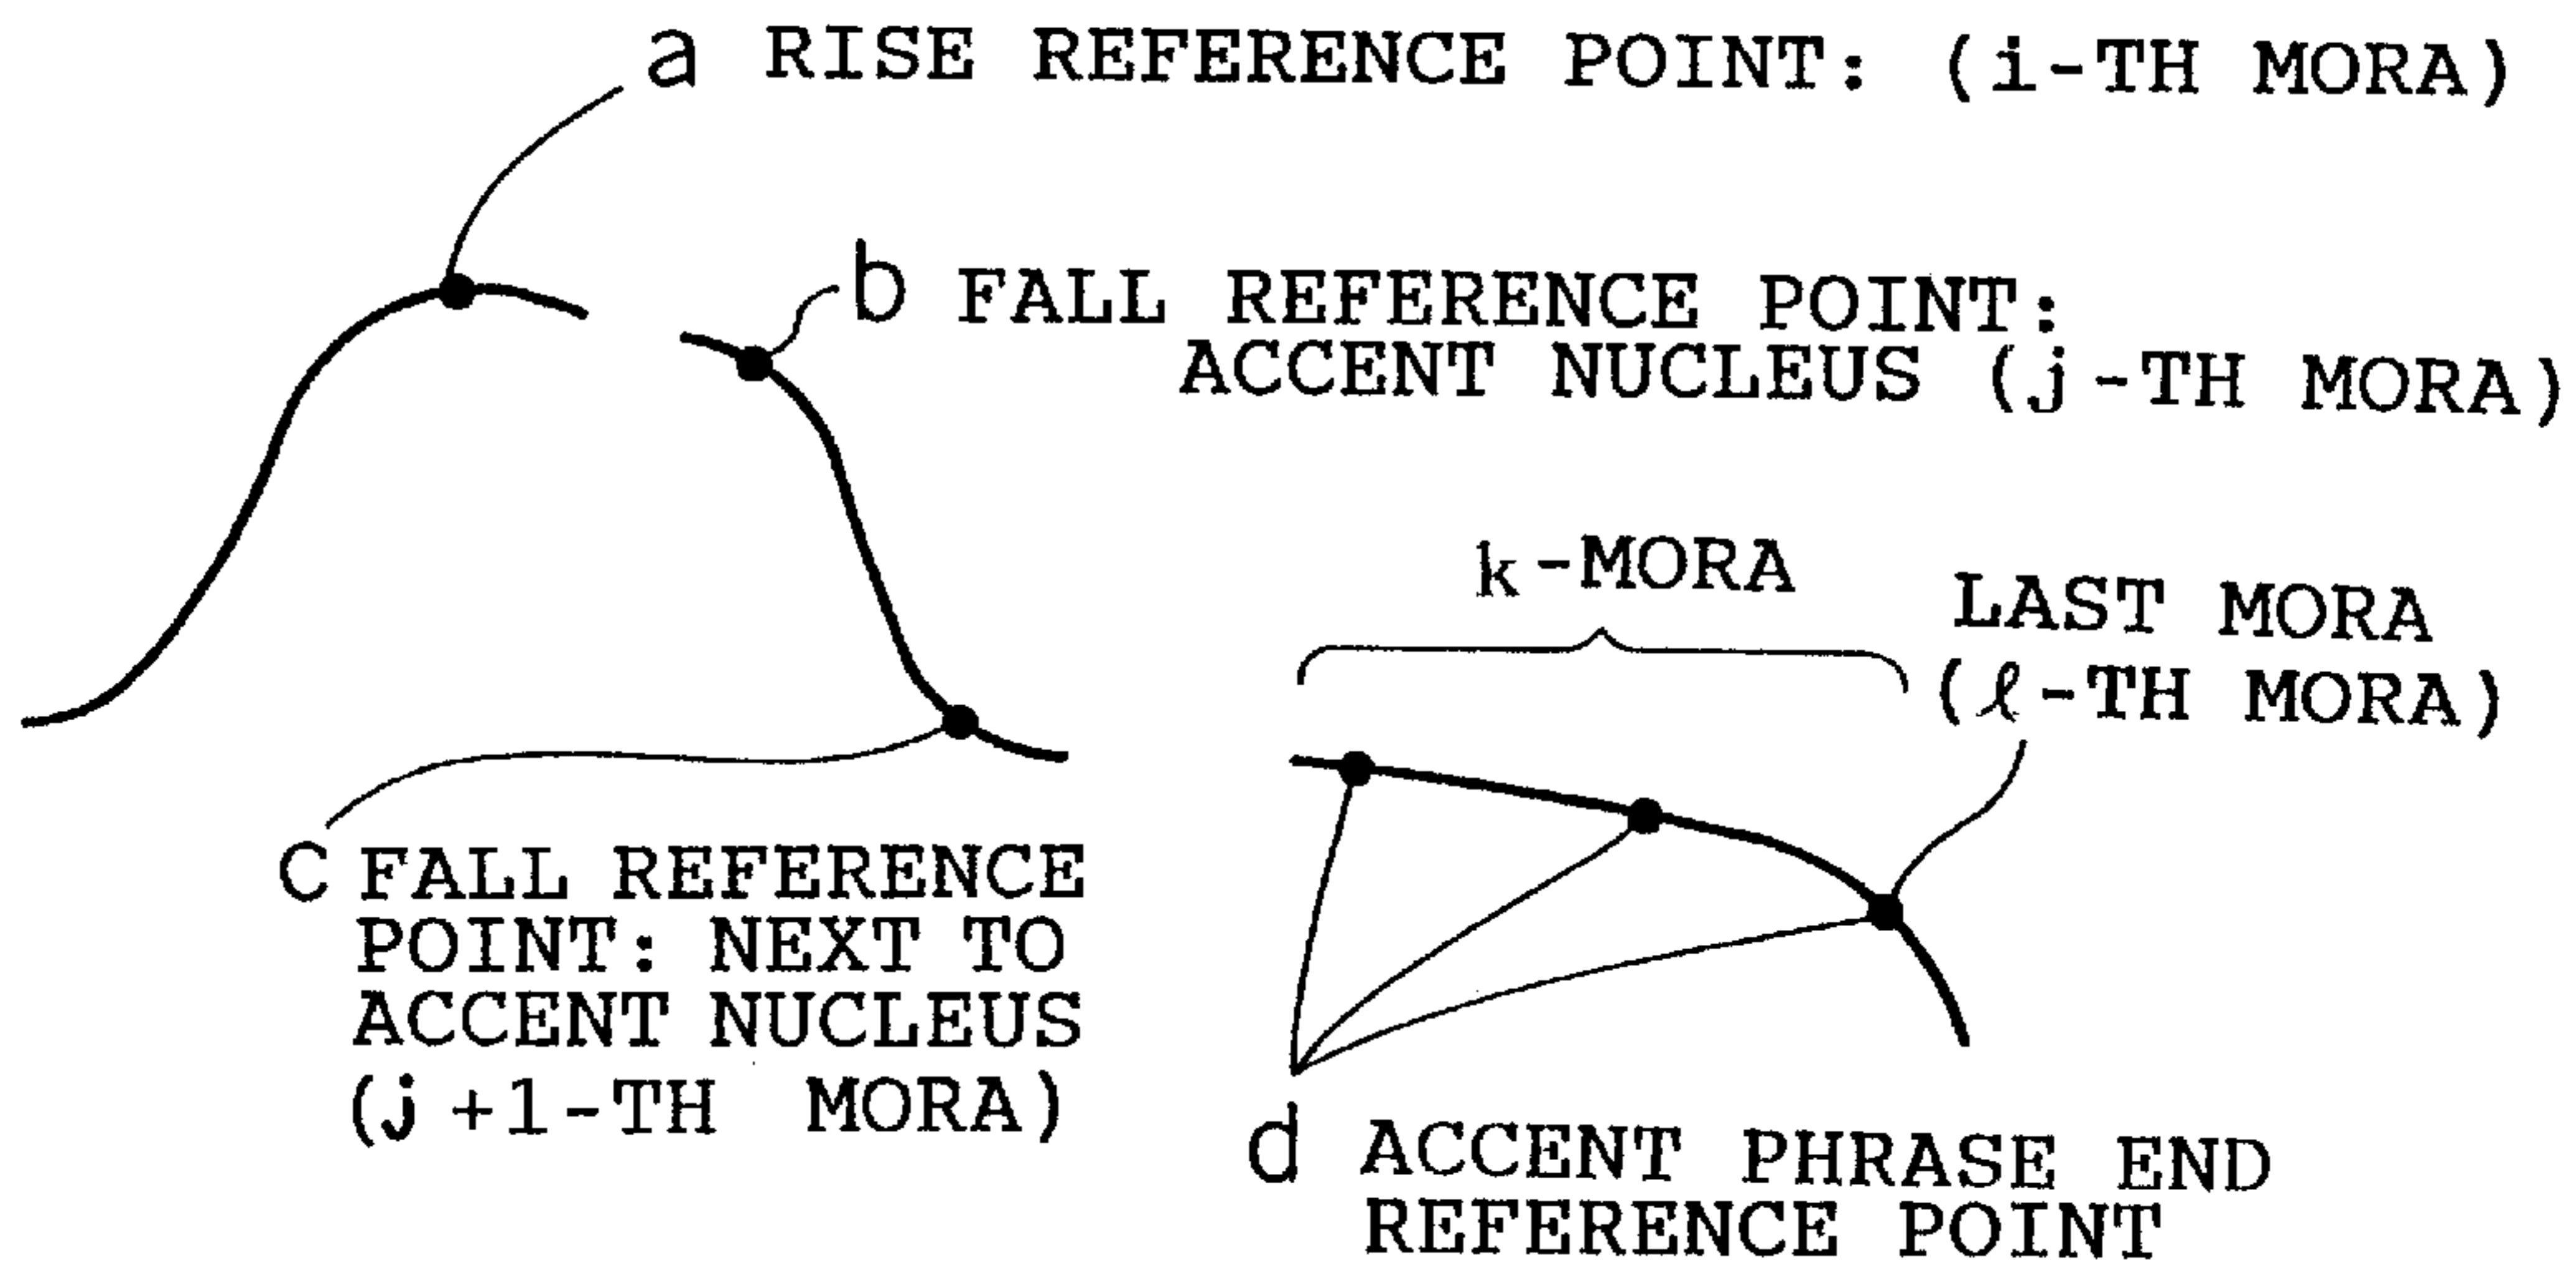 a RISE REFERENCE POINT: (i-TH MORA)
b FALL REFERENCE POINT:
ACCENT NUCLEUS (j-TH MORA)
k-MORA
LAST MORA
(ℓ-TH MORA)
c FALL REFERENCE
POINT: NEXT TO
ACCENT NUCLEUS
(j+1-TH MORA)
d ACCENT PHRASE END
REFERENCE POINT